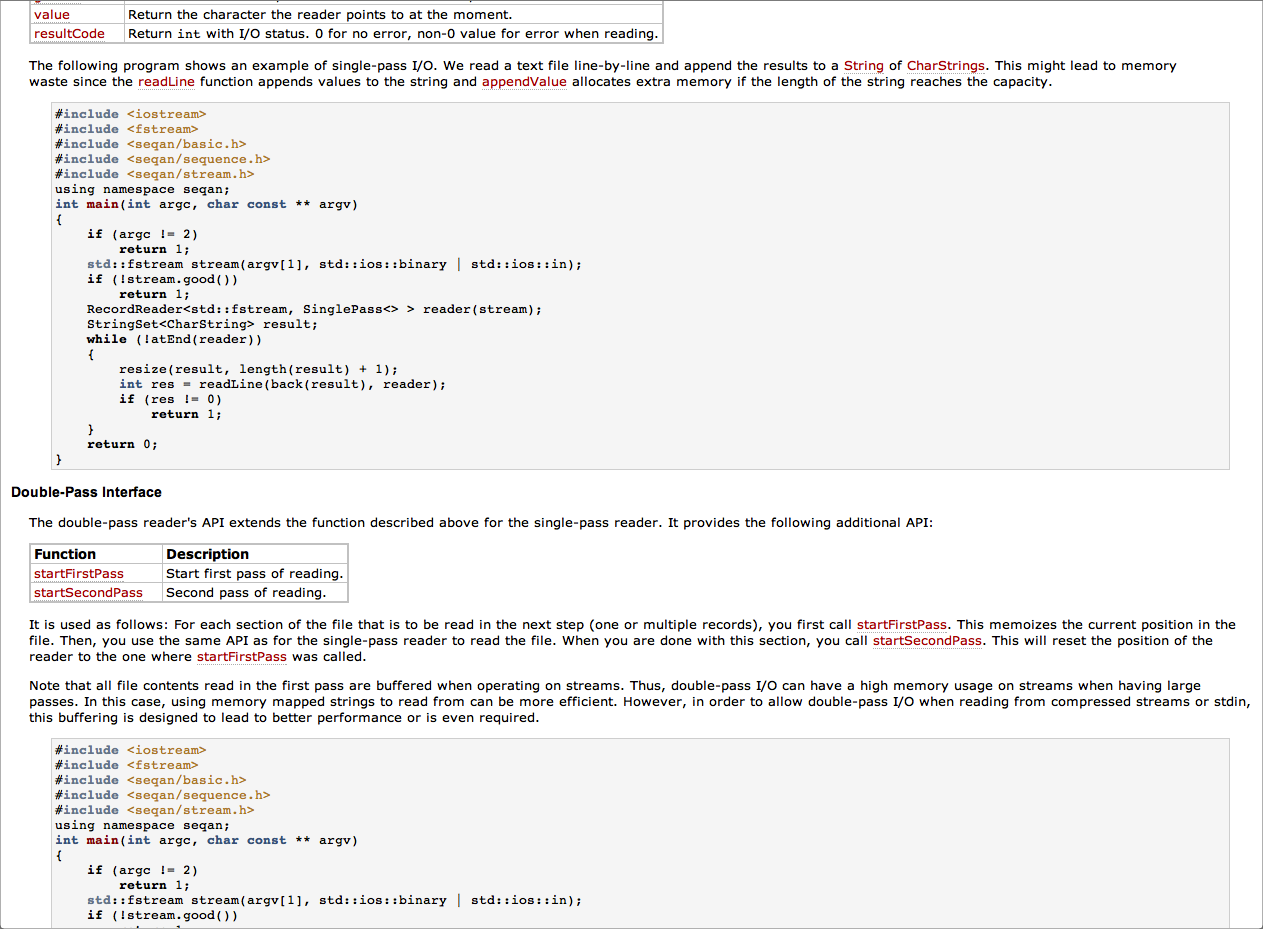 value Return the character the reader points to at the moment.
resultCode Return int with I/O status. 0 for no error, non-0 value for error when reading.
The following program shows an example of single-pass I/O. We read a text file line-by-line and append the results to a String of CharStrings. This might lead to memory
waste since the readLine function appends values to the string and appendValue allocates extra memory if the length of the string reaches the capacity.
#include <iostream>
#include <fstream>
#include <seqan/basic.h>
#include <seqan/sequence.h>
#include <seqan/stream.h>
using namespace seqan;
int main(int argc, char const ** argv)
{
    if (argc != 2)
        return 1;
    std::fstream stream(argv[1], std::ios::binary | std::ios::in);
    if (!stream.good())
        return 1;
    RecordReader<std::fstream, SinglePass<> > reader(stream);
    StringSet<CharString> result;
    while (!atEnd(reader))
    {
        resize(result, length(result) + 1);
        int res = readLine(back(result), reader);
        if (res != 0)
            return 1;
    }
    return 0;
}
Double-Pass Interface
The double-pass reader's API extends the function described above for the single-pass reader. It provides the following additional API:
Function Description
startFirstPass Start first pass of reading.
startSecondPass Second pass of reading.
It is used as follows: For each section of the file that is to be read in the next step (one or multiple records), you first call startFirstPass. This memoizes the current position in the
file. Then, you use the same API as for the single-pass reader to read the file. When you are done with this section, you call startSecondPass. This will reset the position of the
reader to the one where startFirstPass was called.
Note that all file contents read in the first pass are buffered when operating on streams. Thus, double-pass I/O can have a high memory usage on streams when having large
passes. In this case, using memory mapped strings to read from can be more efficient. However, in order to allow double-pass I/O when reading from compressed streams or stdin,
this buffering is designed to lead to better performance or is even required.
#include <iostream>
#include <fstream>
#include <seqan/basic.h>
#include <seqan/sequence.h>
#include <seqan/stream.h>
using namespace seqan;
int main(int argc, char const ** argv)
{
    if (argc != 2)
        return 1;
    std::fstream stream(argv[1], std::ios::binary | std::ios::in);
    if (!stream.good())